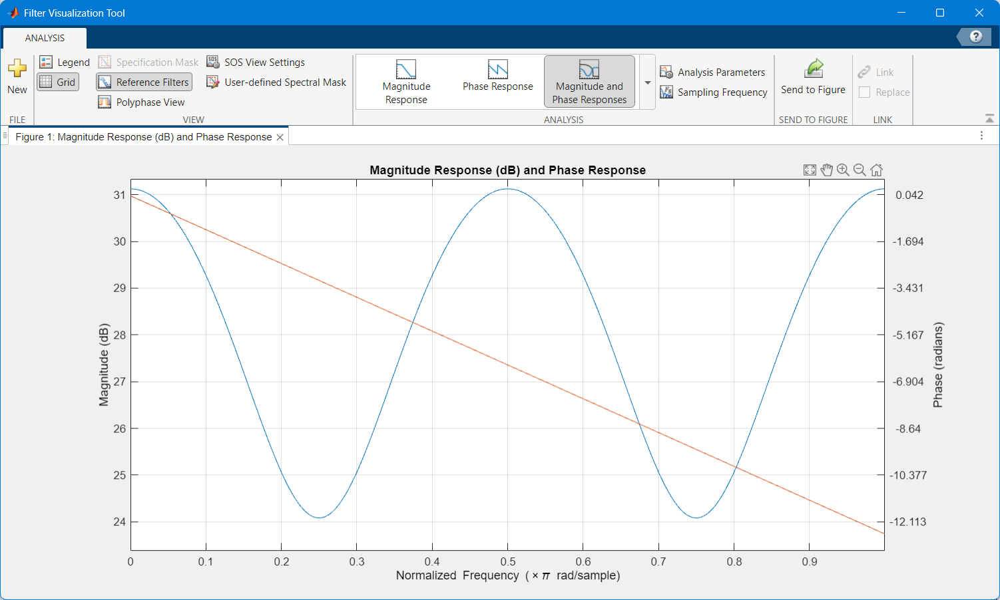 Filter Visualization Tool
ANALYSIS
?
New
Legend
Grid
Specification Mask
Reference Filters
Polyphase View
SOS View Settings
User-defined Spectral Mask
Magnitude
Response
Phase Response
Magnitude and
Phase Responses
Analysis Parameters
Sampling Frequency
Send to Figure
Link
Replace
FILE
VIEW
ANALYSIS
SEND TO FIGURE
LINK
Figure 1: Magnitude Response (dB) and Phase Response
Magnitude Response (dB) and Phase Response
Magnitude (dB)
31
30
29
28
27
26
25
24
0.042
-1.694
-3.431
-5.167
-6.904
-8.64
-10.377
-12.113
Phase (radians)
0 0.1 0.2 0.3 0.4 0.5 0.6 0.7 0.8 0.9
Normalized Frequency (×π rad/sample)